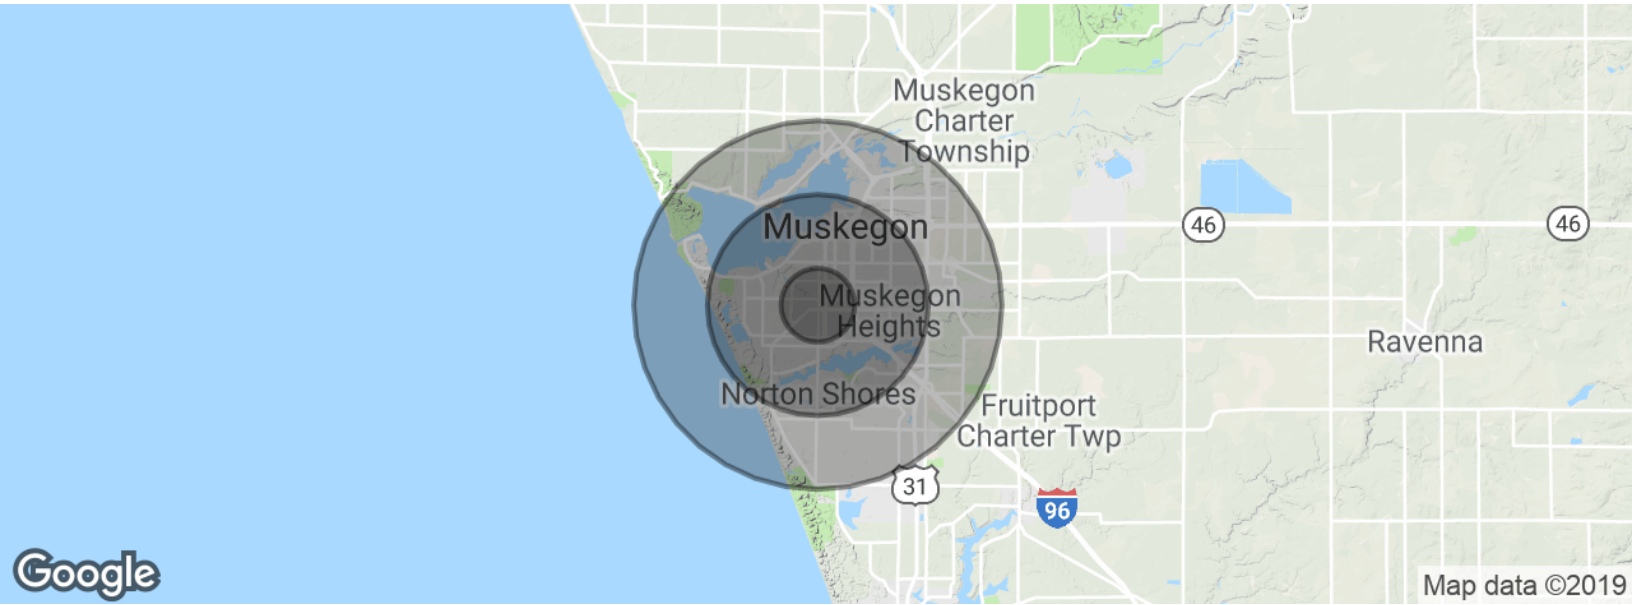 Muskegon
Charter
Township
46
46
Muskegon
Muskegon
Heights
Ravenna
Norton Shores
Fruitport
Charter Twp
31
96
Google
Map data ©2019